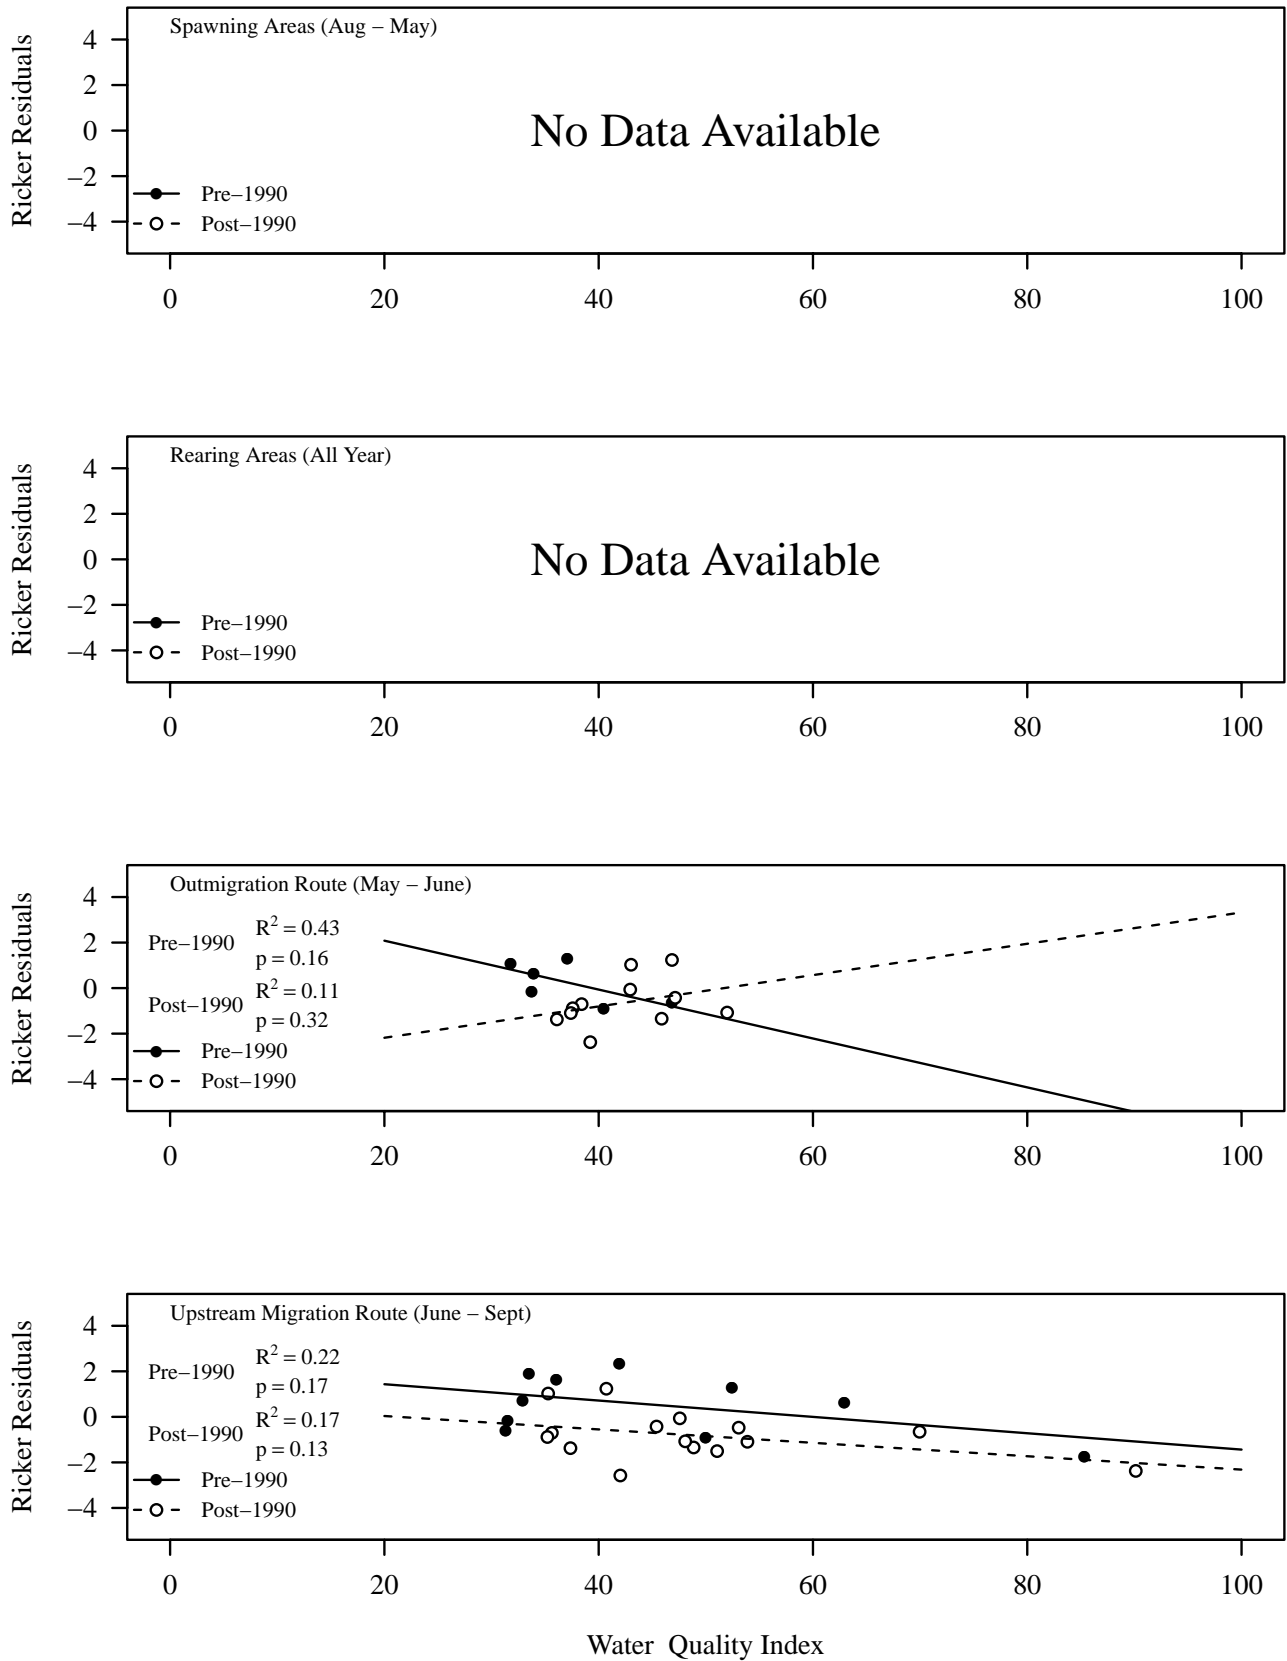 Spawning Areas (Aug – May)
Ricker Residuals
4
2
0
–2
–4
No Data Available
Pre–1990
Post–1990
0 20 40 60 80 100
Rearing Areas (All Year)
Ricker Residuals
4
2
0
–2
–4
No Data Available
Pre–1990
Post–1990
0 20 40 60 80 100
Outmigration Route (May – June)
Ricker Residuals
4
2
0
–2
–4
Pre–1990
R² = 0.43
p = 0.16
Post–1990
R² = 0.11
p = 0.32
Pre–1990
Post–1990
0 20 40 60 80 100
Upstream Migration Route (June – Sept)
Ricker Residuals
4
2
0
–2
–4
Pre–1990
R² = 0.22
p = 0.17
Post–1990
R² = 0.17
p = 0.13
Pre–1990
Post–1990
0 20 40 60 80 100
Water Quality Index